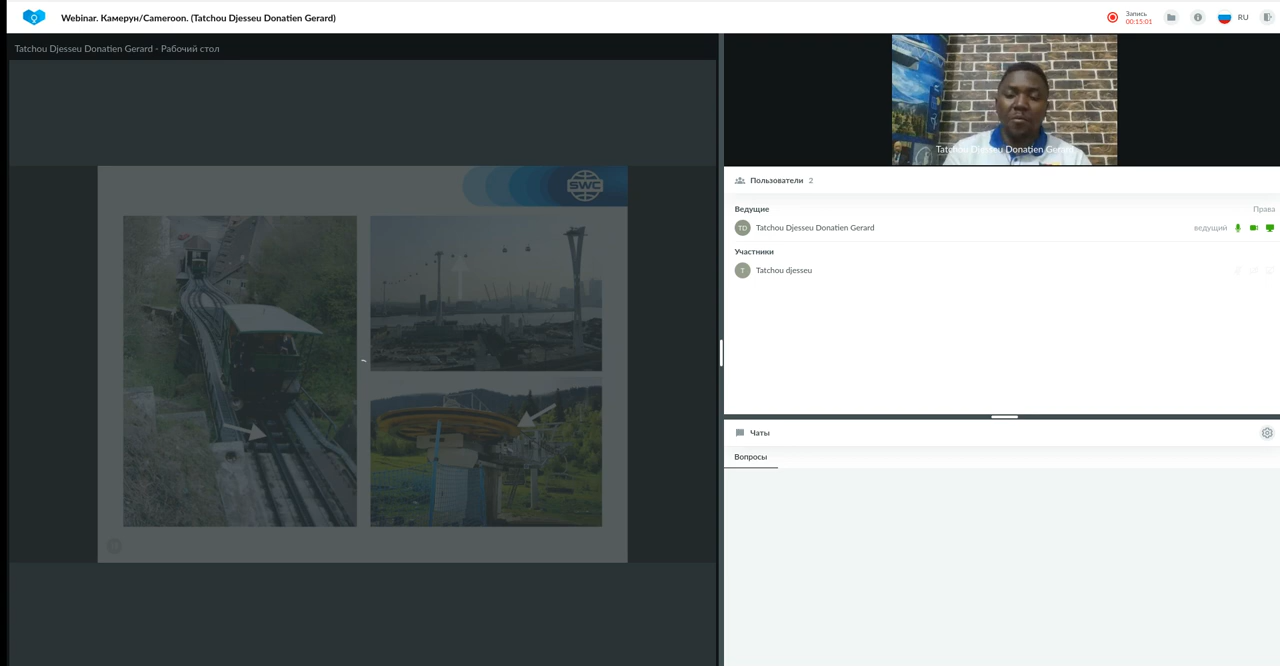 Webinar. Камерун/Cameroon. (Tatchou Djesseu Donatien Gerard)
Запись
00:15:01
RU
Tatchou Djesseu Donatien Gerard - Рабочий стол
SWC
Tatchou Djesseu Donatien Gerard
Пользователи 2
Ведущие Права
TD Tatchou Djesseu Donatien Gerard ведущий
Участники
T Tatchou djesseu
Чаты
Вопросы